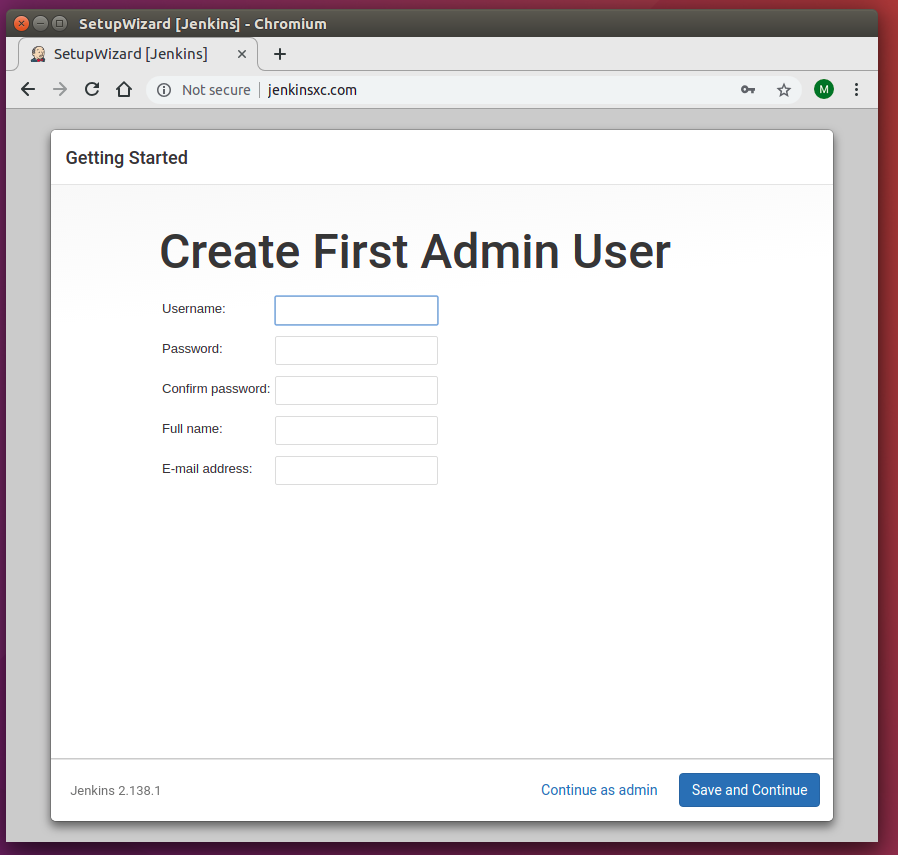 SetupWizard [Jenkins] - Chromium
SetupWizard [Jenkins]
Not secure jenkinsxc.com M
Getting Started
Create First Admin User
Username:
Password:
Confirm password:
Full name:
E-mail address:
Jenkins 2.138.1 Continue as admin Save and Continue